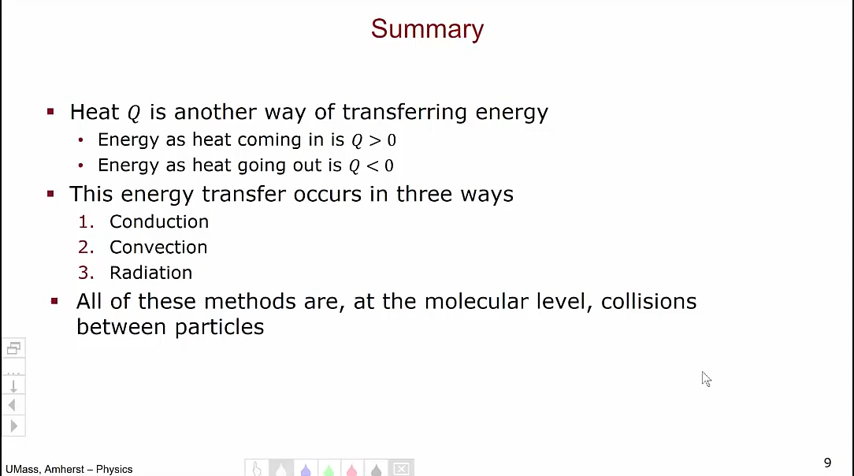 Summary
▪ Heat Q is another way of transferring energy
• Energy as heat coming in is Q > 0
• Energy as heat going out is Q < 0
▪ This energy transfer occurs in three ways
1. Conduction
2. Convection
3. Radiation
▪ All of these methods are, at the molecular level, collisions
between particles
UMass, Amherst – Physics
9